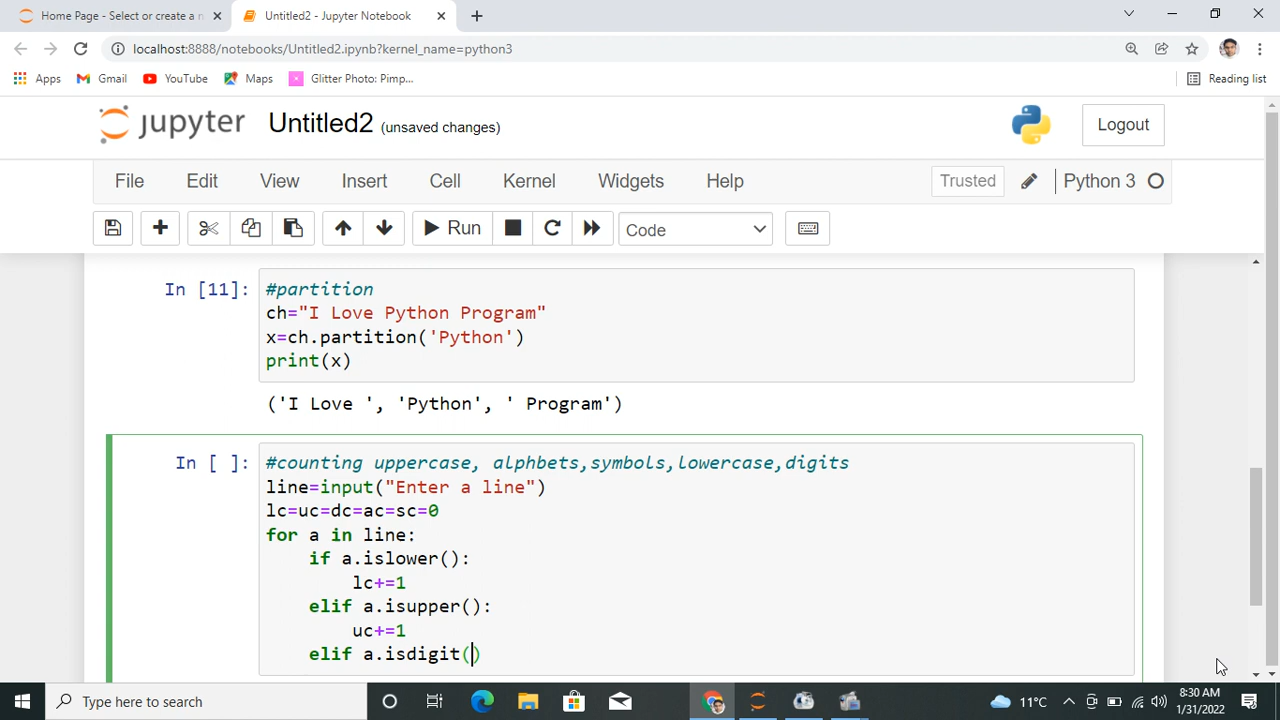 Home Page - Select or create a n
Untitled2 - Jupyter Notebook
localhost:8888/notebooks/Untitled2.ipynb?kernel_name=python3
Apps Gmail YouTube Maps Glitter Photo: Pimp... Reading list
jupyter Untitled2 (unsaved changes) Logout
File Edit View Insert Cell Kernel Widgets Help Trusted Python 3
Run Code
In [11]: #partition
ch="I Love Python Program"
x=ch.partition('Python')
print(x)
('I Love ', 'Python', ' Program')
In [ ]: #counting uppercase, alphbets,symbols,lowercase,digits
line=input("Enter a line")
lc=uc=dc=ac=sc=0
for a in line:
    if a.islower():
        lc+=1
    elif a.isupper():
        uc+=1
    elif a.isdigit()
Type here to search 11°C 8:30 AM
1/31/2022